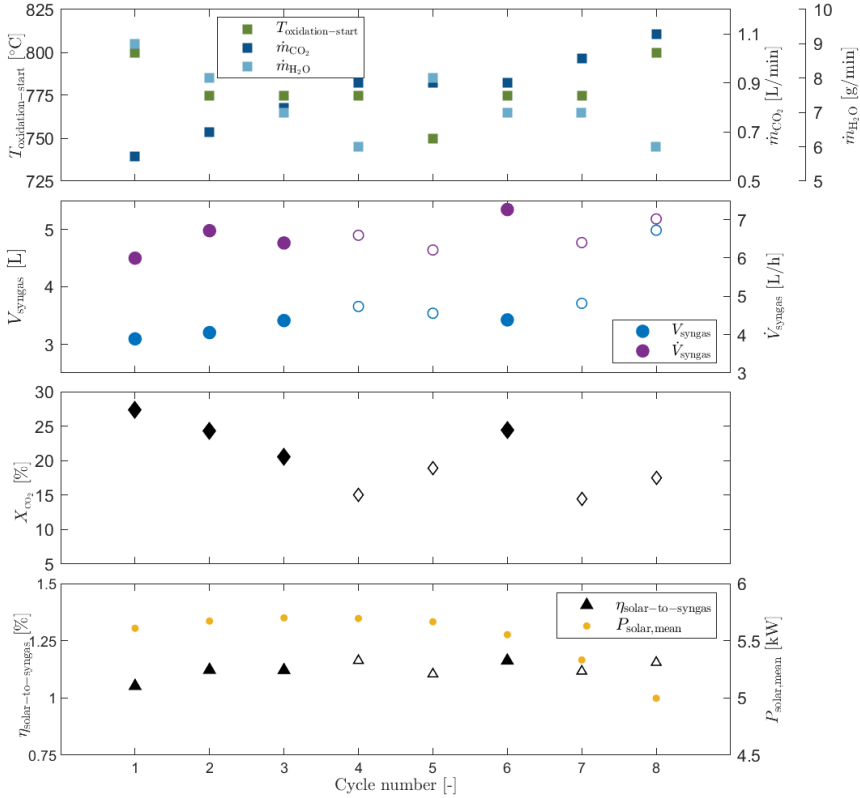 T_oxidation−start [°C]
825
800
775
750
725
T_oxidation−start
ṁ_CO₂
ṁ_H₂O
1.1
0.9
0.7
0.5
ṁ_CO₂ [L/min]
10
9
8
7
6
5
ṁ_H₂O [g/min]
V_syngas [L]
5
4
3
V_syngas
V̇_syngas
7
6
5
4
3
V̇_syngas [L/h]
X_CO₂ [%]
30
25
20
15
10
5
η_solar−to−syngas [%]
1.5
1.25
1
0.75
η_solar−to−syngas
P_solar,mean
6
5.5
5
4.5
P_solar,mean [kW]
1 2 3 4 5 6 7 8
Cycle number [-]